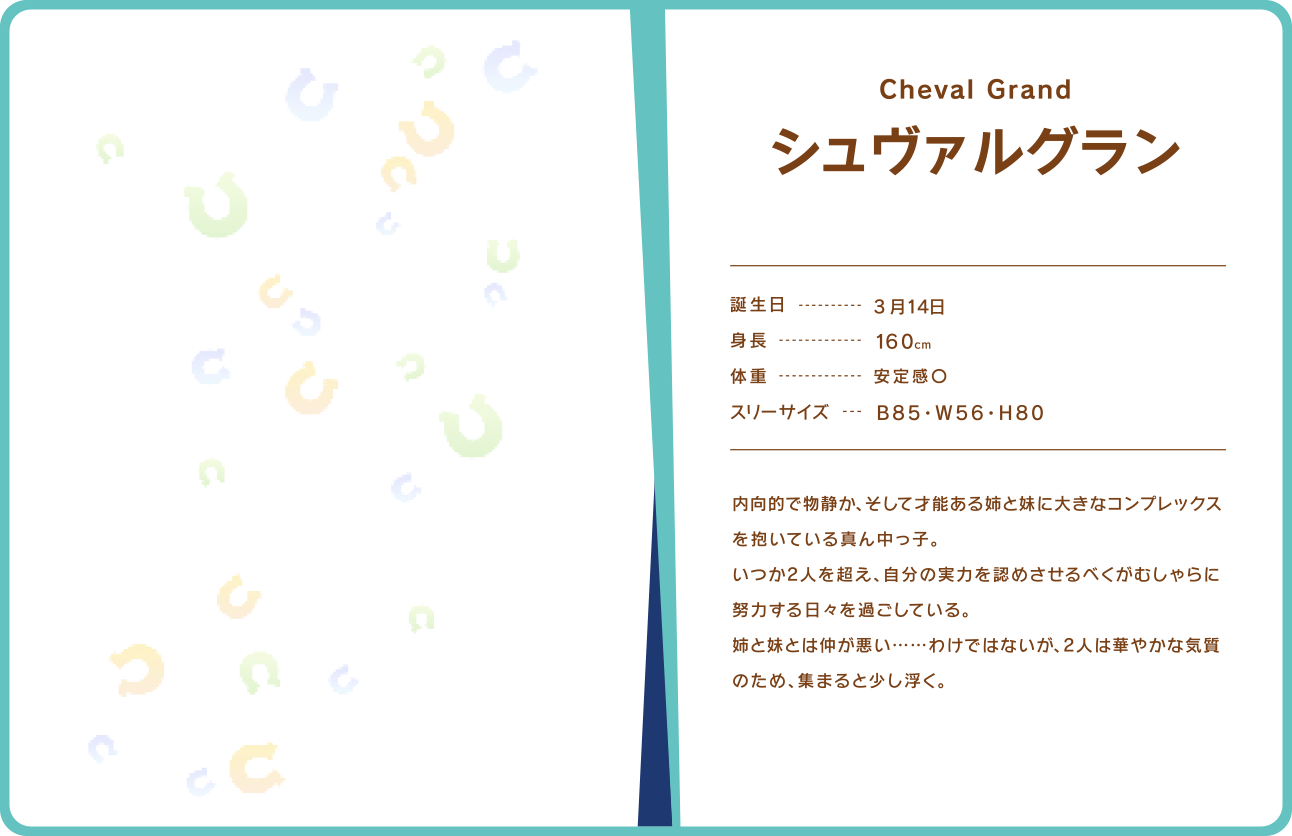 Cheval Grand
シュヴァルグラン
誕生日 ---------- 3月14日
身長 ------------- 160cm
体重 ------------- 安定感〇
スリーサイズ --- B85・W56・H80
内向的で物静か、そして才能ある姉と妹に大きなコンプレックス
を抱いている真ん中っ子。
いつか2人を超え、自分の実力を認めさせるべくがむしゃらに
努力する日々を過ごしている。
姉と妹とは仲が悪い……わけではないが、2人は華やかな気質
のため、集まると少し浮く。